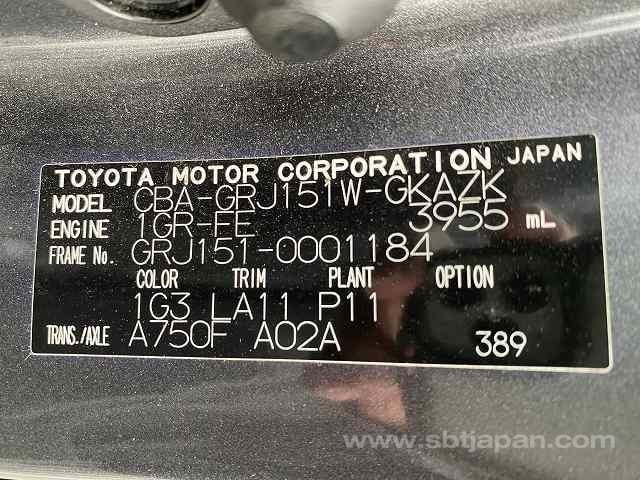 TOYOTA MOTOR CORPORATION JAPAN
MODEL CBA-GRJ151W-GKAZK
ENGINE 1GR-FE 3955 mL
FRAME No. GRJ151-0001184
COLOR TRIM PLANT OPTION
1G3 LA11 P11
TRANS./AXLE A750F A02A 389
www.sbtjapan.com